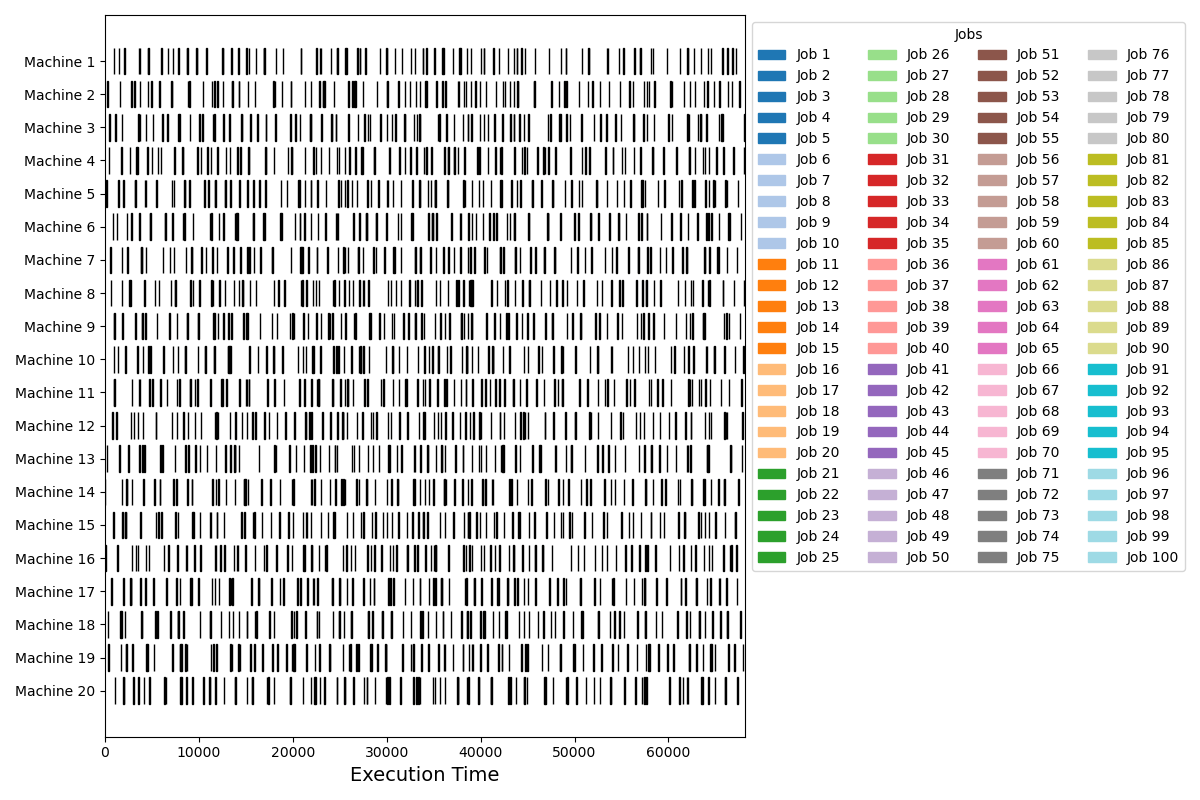 Machine 1
Machine 2
Machine 3
Machine 4
Machine 5
Machine 6
Machine 7
Machine 8
Machine 9
Machine 10
Machine 11
Machine 12
Machine 13
Machine 14
Machine 15
Machine 16
Machine 17
Machine 18
Machine 19
Machine 20
0 10000 20000 30000 40000 50000 60000
Execution Time
Jobs
Job 1 Job 26 Job 51 Job 76
Job 2 Job 27 Job 52 Job 77
Job 3 Job 28 Job 53 Job 78
Job 4 Job 29 Job 54 Job 79
Job 5 Job 30 Job 55 Job 80
Job 6 Job 31 Job 56 Job 81
Job 7 Job 32 Job 57 Job 82
Job 8 Job 33 Job 58 Job 83
Job 9 Job 34 Job 59 Job 84
Job 10 Job 35 Job 60 Job 85
Job 11 Job 36 Job 61 Job 86
Job 12 Job 37 Job 62 Job 87
Job 13 Job 38 Job 63 Job 88
Job 14 Job 39 Job 64 Job 89
Job 15 Job 40 Job 65 Job 90
Job 16 Job 41 Job 66 Job 91
Job 17 Job 42 Job 67 Job 92
Job 18 Job 43 Job 68 Job 93
Job 19 Job 44 Job 69 Job 94
Job 20 Job 45 Job 70 Job 95
Job 21 Job 46 Job 71 Job 96
Job 22 Job 47 Job 72 Job 97
Job 23 Job 48 Job 73 Job 98
Job 24 Job 49 Job 74 Job 99
Job 25 Job 50 Job 75 Job 100